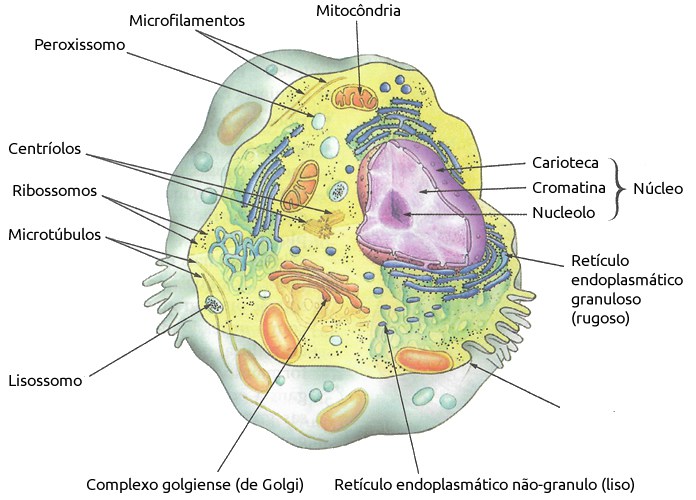 Mitocôndria
Microfilamentos
Peroxissomo
Centríolos
Ribossomos
Microtúbulos
Lisossomo
Carioteca
Cromatina
Núcleo
Nucleolo
Retículo
endoplasmático
granuloso
(rugoso)
Complexo golgiense (de Golgi)
Retículo endoplasmático não-granulo (liso)